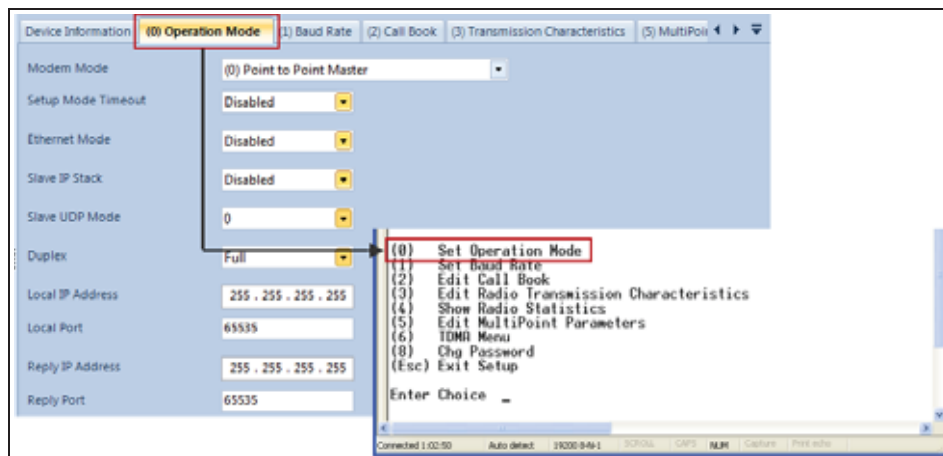 Device Information (0) Operation Mode (1) Baud Rate (2) Call Book (3) Transmission Characteristics (5) MultiPoi
Modem Mode (0) Point to Point Master
Setup Mode Timeout Disabled
Ethernet Mode Disabled
Slave IP Stack Disabled
Slave UDP Mode 0
Duplex Full
Local IP Address 255 . 255 . 255 . 255
Local Port 65535
Reply IP Address 255 . 255 . 255 . 255
Reply Port 65535
(0) Set Operation Mode
(1) Set Baud Rate
(2) Edit Call Book
(3) Edit Radio Transmission Characteristics
(4) Show Radio Statistics
(5) Edit MultiPoint Parameters
(6) TDMA Menu
(8) Chg Password
(Esc) Exit Setup
Enter Choice _
Connected 1:02:50 Auto detect 19200 8-N-1 SCROLL CAPS NUM Capture Print echo